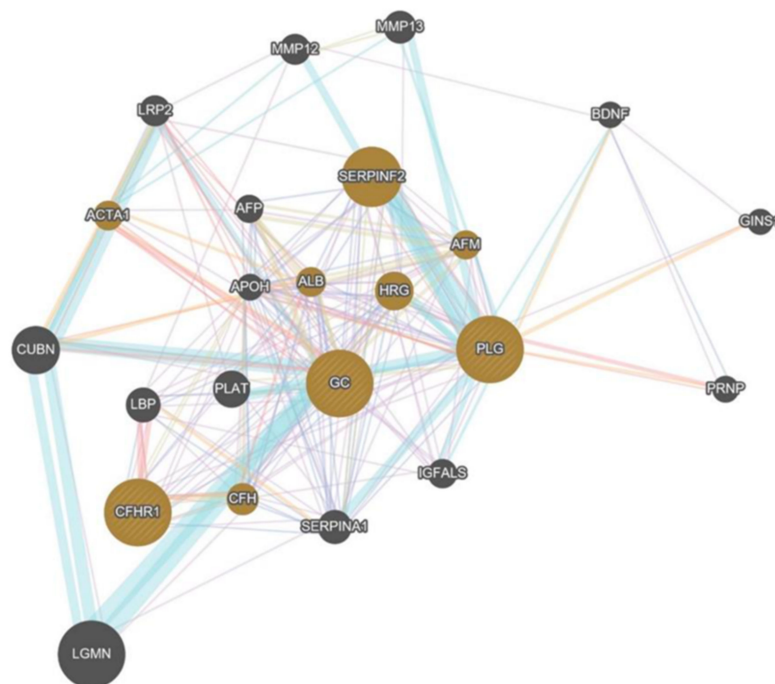 MMP13
MMP12
LRP2
BDNF
SERPINF2
ACTA1
AFP
GINS
AFM
APOH
ALB
HRG
CUBN
PLG
GC
PLAT
PRNP
LBP
IGFALS
CFHR1
CFH
SERPINA1
LGMN